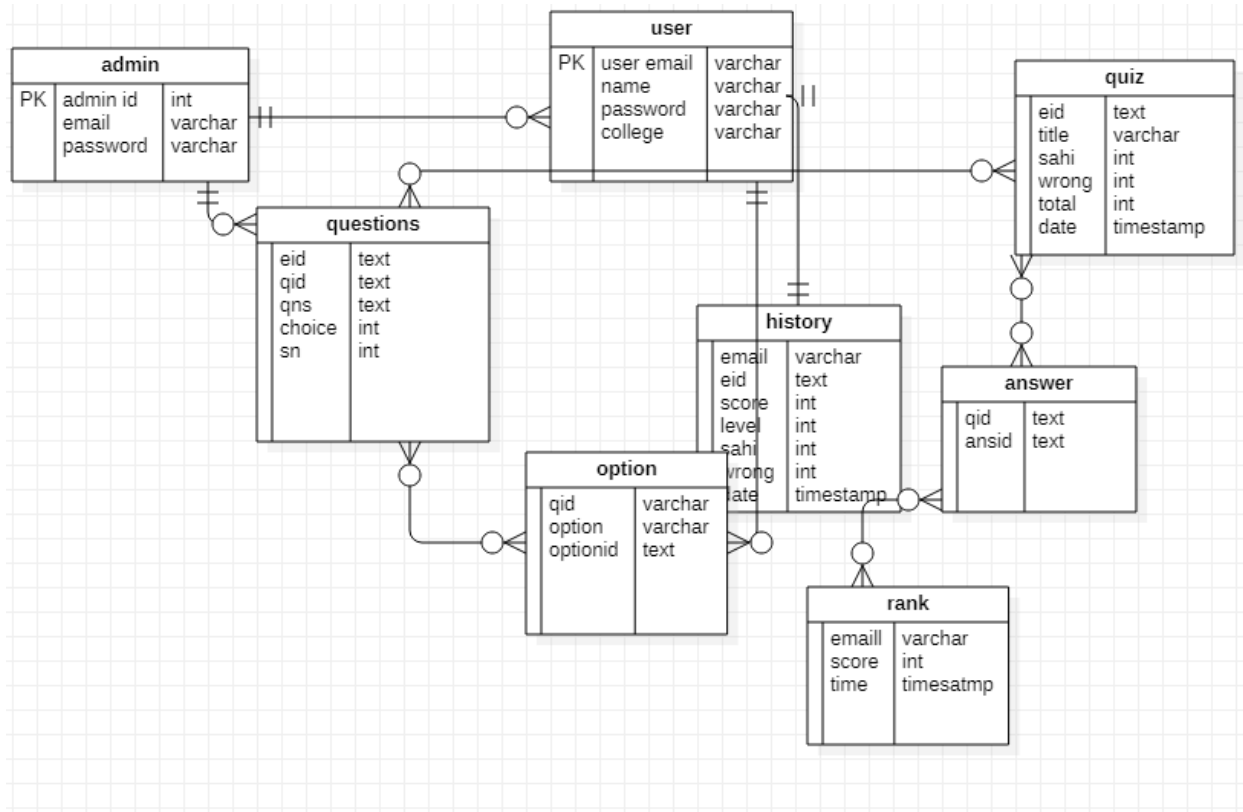 admin
PK admin id int
email varchar
password varchar
user
PK user email varchar
name varchar
password varchar
college varchar
quiz
eid text
title varchar
sahi int
wrong int
total int
date timestamp
questions
eid text
qid text
qns text
choice int
sn int
history
email varchar
eid text
score int
level int
sahi int
wrong int
date timestamp
answer
qid text
ansid text
option
qid varchar
option varchar
optionid text
rank
emaill varchar
score int
time timesatmp